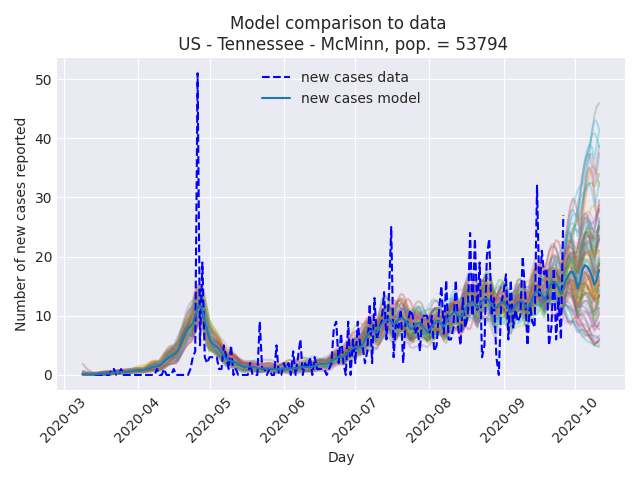 Model comparison to data
US - Tennessee - McMinn, pop. = 53794
new cases data
new cases model
Number of new cases reported
50
40
30
20
10
0
2020-03
2020-04
2020-05
2020-06
2020-07
2020-08
2020-09
2020-10
Day